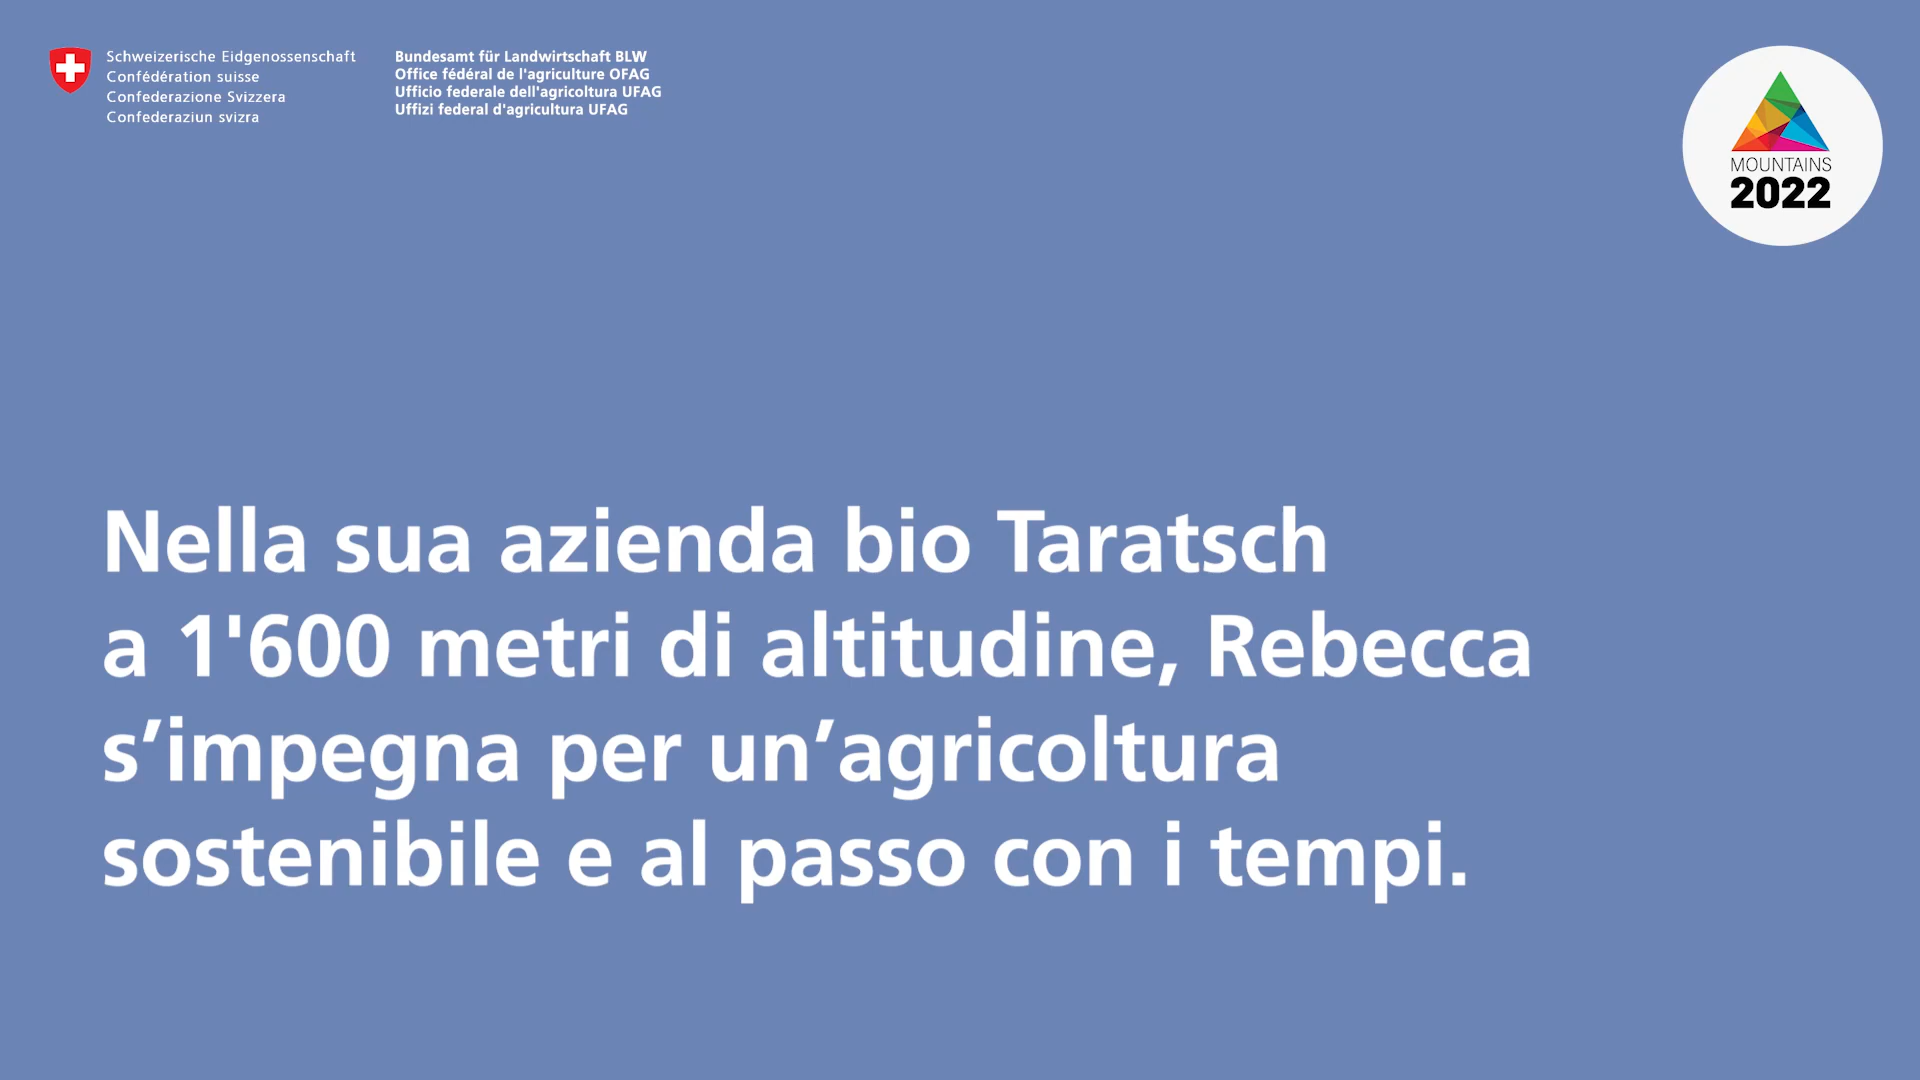 Schweizerische Eidgenossenschaft
Confédération suisse
Confederazione Svizzera
Confederaziun svizra
Bundesamt für Landwirtschaft BLW
Office fédéral de l'agriculture OFAG
Ufficio federale dell'agricoltura UFAG
Uffizi federal d'agricultura UFAG
MOUNTAINS
2022
Nella sua azienda bio Taratsch
a 1'600 metri di altitudine, Rebecca
s’impegna per un’agricoltura
sostenibile e al passo con i tempi.